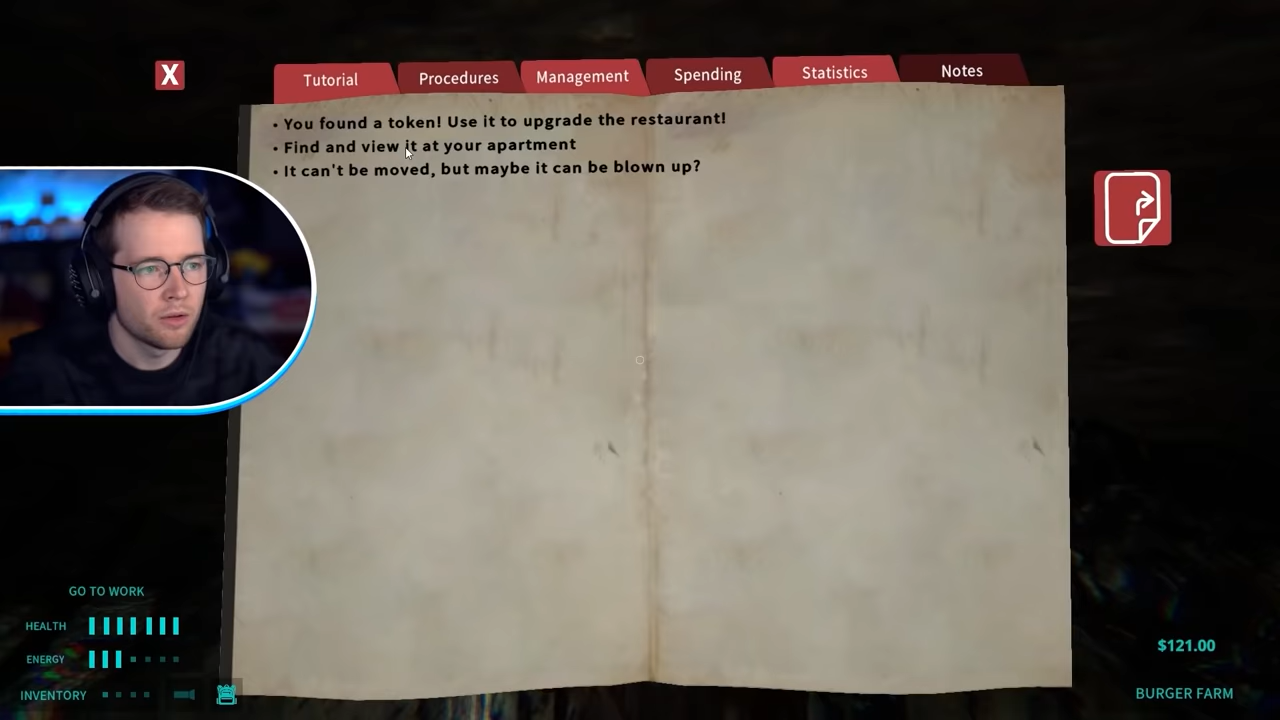 X
Tutorial
Procedures
Management
Spending
Statistics
Notes
• You found a token! Use it to upgrade the restaurant!
• Find and view it at your apartment
• It can't be moved, but maybe it can be blown up?
GO TO WORK
HEALTH
ENERGY
INVENTORY
$121.00
BURGER FARM